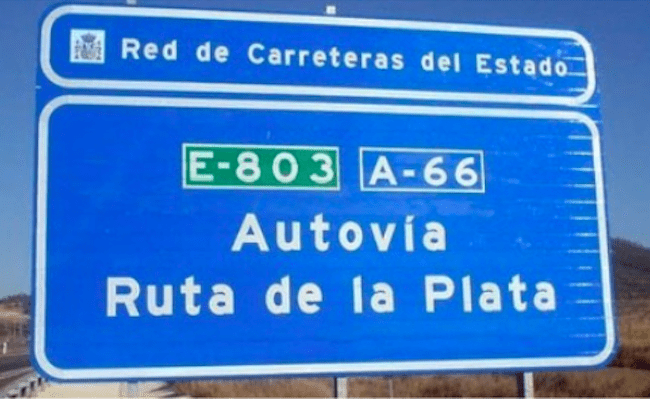 Red de Carreteras del Estado
E-803 A-66
Autovía
Ruta de la Plata